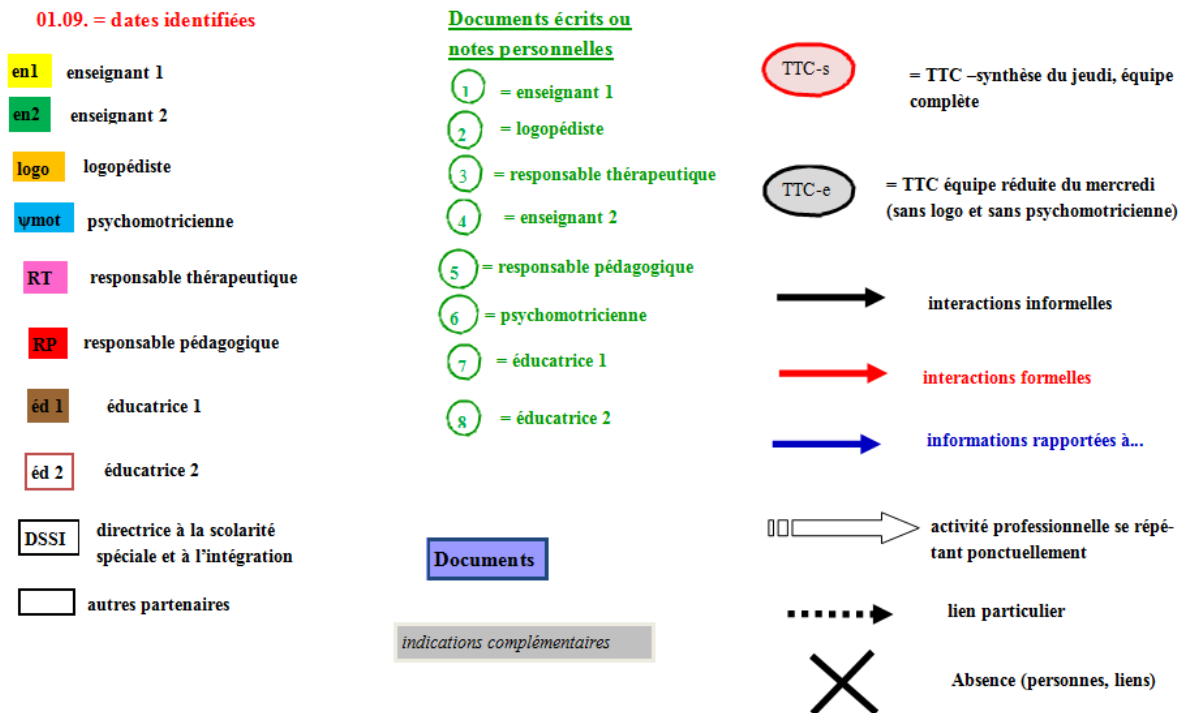 01.09. = dates identifiées
en1 enseignant 1
en2 enseignant 2
logo logopédiste
ψmot psychomotricienne
RT responsable thérapeutique
RP responsable pédagogique
éd 1 éducatrice 1
éd 2 éducatrice 2
DSSI directrice à la scolarité
spéciale et à l'intégration
autres partenaires
Documents écrits ou
notes personnelles
1 = enseignant 1
2 = logopédiste
3 = responsable thérapeutique
4 = enseignant 2
5 = responsable pédagogique
6 = psychomotricienne
7 = éducatrice 1
8 = éducatrice 2
Documents
indications complémentaires
TTC-s = TTC –synthèse du jeudi, équipe
complète
TTC-e = TTC équipe réduite du mercredi
(sans logo et sans psychomotricienne)
interactions informelles
interactions formelles
informations rapportées à...
activité professionnelle se répé-
tant ponctuellement
lien particulier
Absence (personnes, liens)